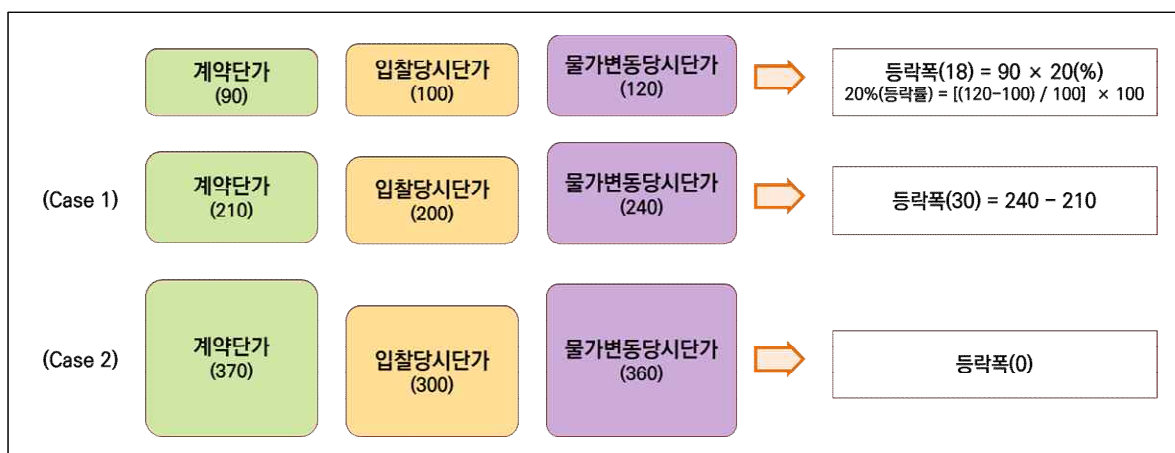 계약단가
(90)
입찰당시단가
(100)
물가변동당시단가
(120)
등락폭(18) = 90 × 20(%)
20%(등락률) = [(120-100) / 100] × 100
(Case 1)
계약단가
(210)
입찰당시단가
(200)
물가변동당시단가
(240)
등락폭(30) = 240 - 210
(Case 2)
계약단가
(370)
입찰당시단가
(300)
물가변동당시단가
(360)
등락폭(0)